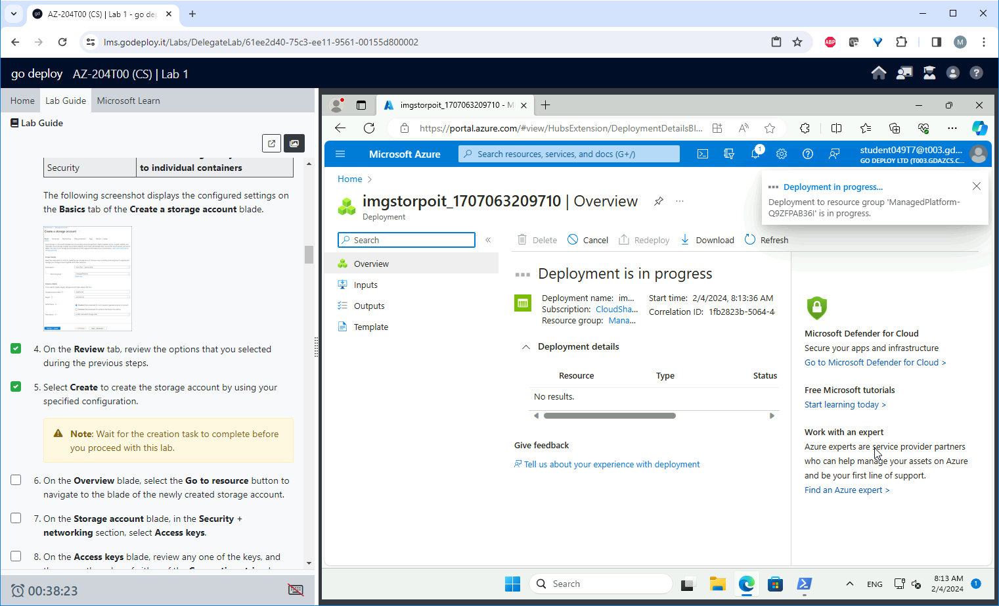 AZ-204T00 (CS) | Lab 1 - go de
lms.godeploy.it/Labs/DelegateLab/61ee2d40-75c3-ee11-9561-00155d800002
ABP
M
go deploy AZ-204T00 (CS) | Lab 1
Home Lab Guide Microsoft Learn
Lab Guide
Security
to individual containers
The following screenshot displays the configured settings on
the Basics tab of the Create a storage account blade.
Create a storage account
4. On the Review tab, review the options that you selected
during the previous steps.
5. Select Create to create the storage account by using your
specified configuration.
Note: Wait for the creation task to complete before
you proceed with this lab.
6. On the Overview blade, select the Go to resource button to
navigate to the blade of the newly created storage account.
7. On the Storage account blade, in the Security +
networking section, select Access keys.
8. On the Access keys blade, review any one of the keys, and
00:38:23
imgstorpoit_1707063209710 - M
https://portal.azure.com/#view/HubsExtension/DeploymentDetailsBl...
Microsoft Azure
Search resources, services, and docs (G+/)
1
student049T7@t003.gd...
GO DEPLOY LTD (T003.GDAZCS.C...
Home >
imgstorpoit_1707063209710 | Overview
Deployment
Deployment in progress...
Deployment to resource group 'ManagedPlatform-
Q9ZFPAB36I' is in progress.
Search
Overview
Inputs
Outputs
Template
Delete Cancel Redeploy Download Refresh
Deployment is in progress
Deployment name: im...
Subscription: CloudSha...
Resource group: Mana...
Start time: 2/4/2024, 8:13:36 AM
Correlation ID: 1fb2823b-5064-4
Deployment details
Resource Type Status
No results.
Give feedback
Tell us about your experience with deployment
Microsoft Defender for Cloud
Secure your apps and infrastructure
Go to Microsoft Defender for Cloud >
Free Microsoft tutorials
Start learning today >
Work with an expert
Azure experts are service provider partners
who can help manage your assets on Azure
and be your first line of support.
Find an Azure expert >
Search
ENG
8:13 AM
2/4/2024
1